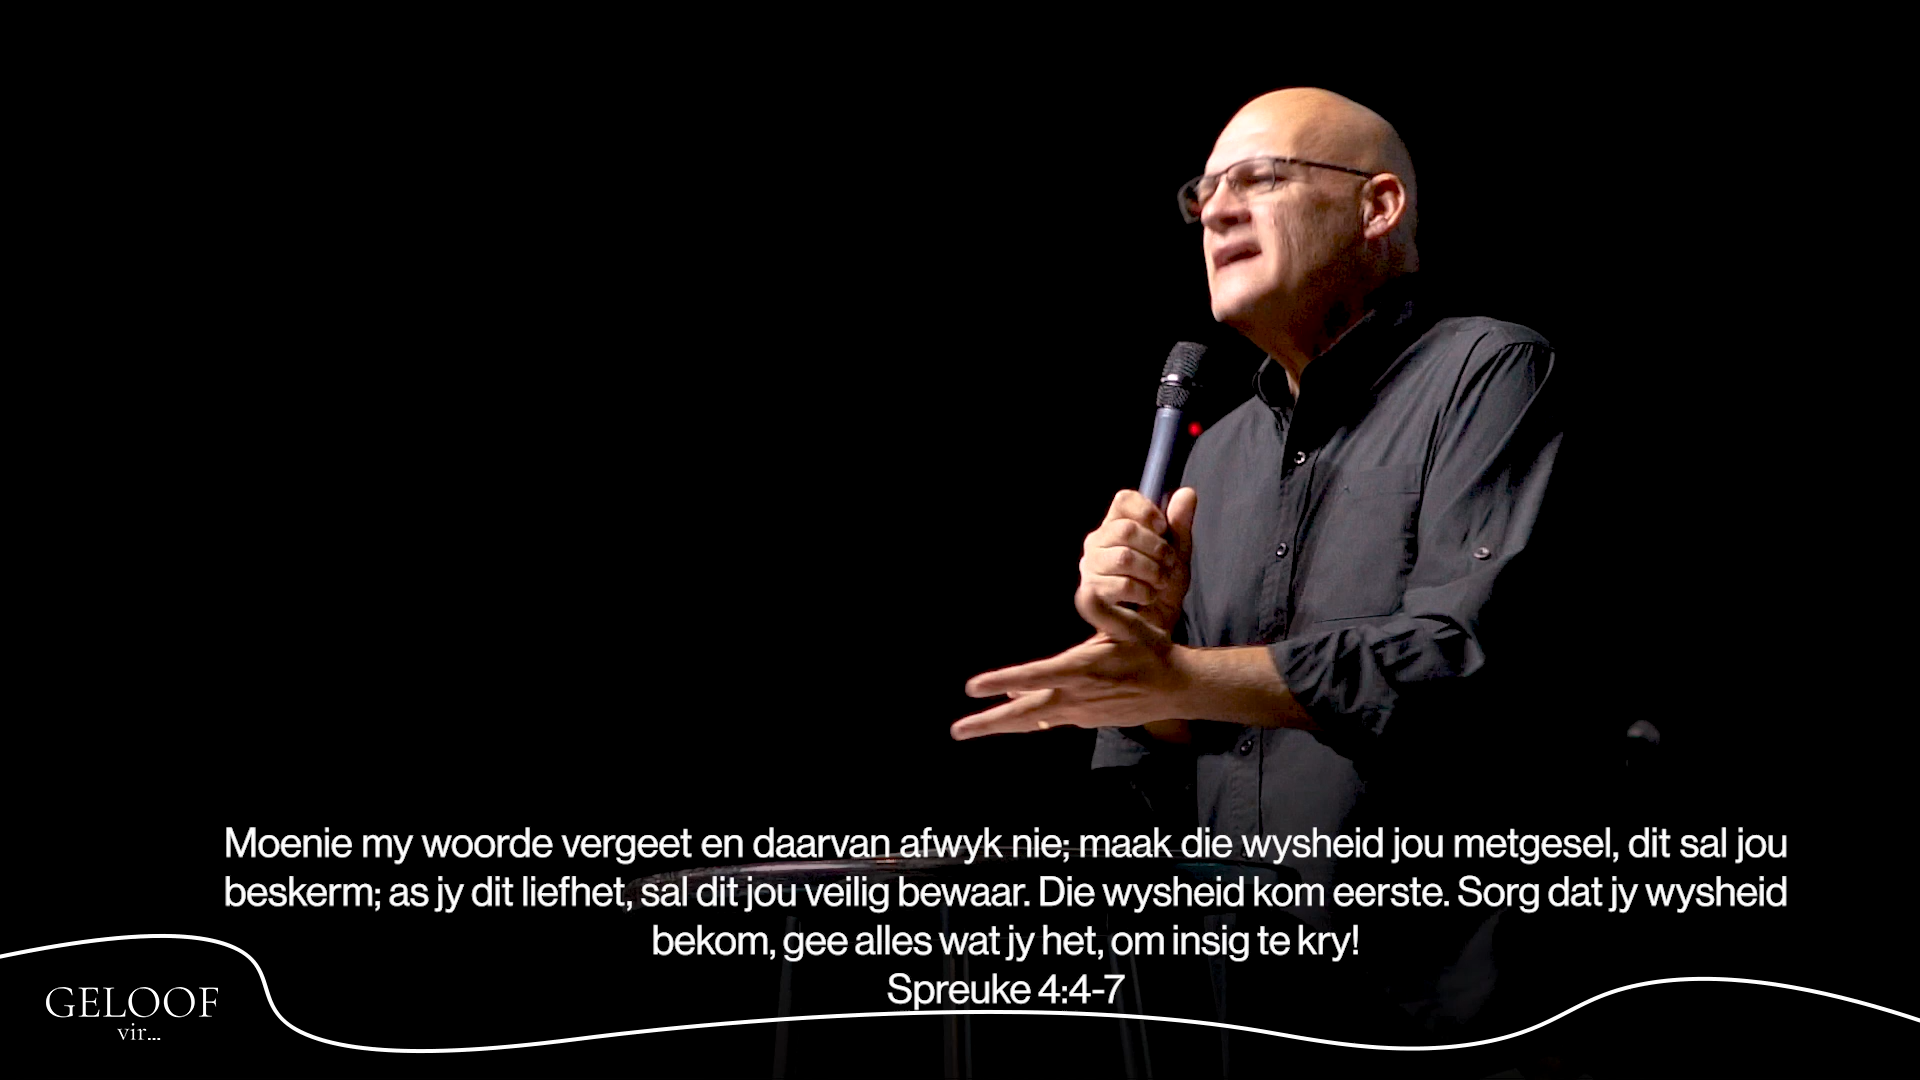 Moenie my woorde vergeet en daarvan afwyk nie; maak die wysheid jou metgesel, dit sal jou
beskerm; as jy dit liefhet, sal dit jou veilig bewaar. Die wysheid kom eerste. Sorg dat jy wysheid
bekom, gee alles wat jy het, om insig te kry!
Spreuke 4:4-7
GELOOF
vir...